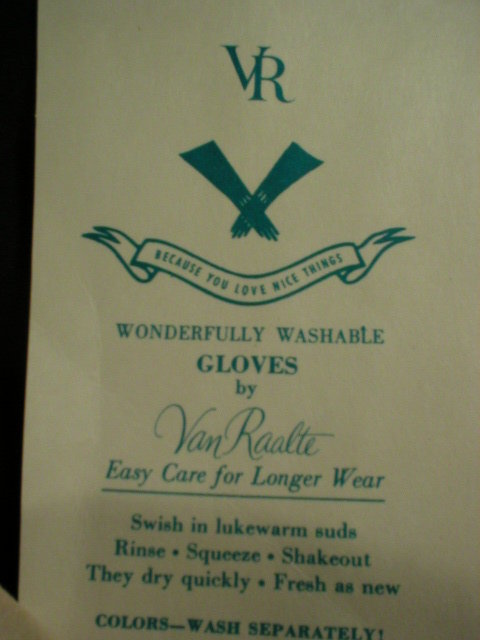 VR
BECAUSE YOU LOVE NICE THINGS
WONDERFULLY WASHABLE
GLOVES
by
Van Raalte
Easy Care for Longer Wear
Swish in lukewarm suds
Rinse • Squeeze • Shakeout
They dry quickly • Fresh as new
COLORS—WASH SEPARATELY!